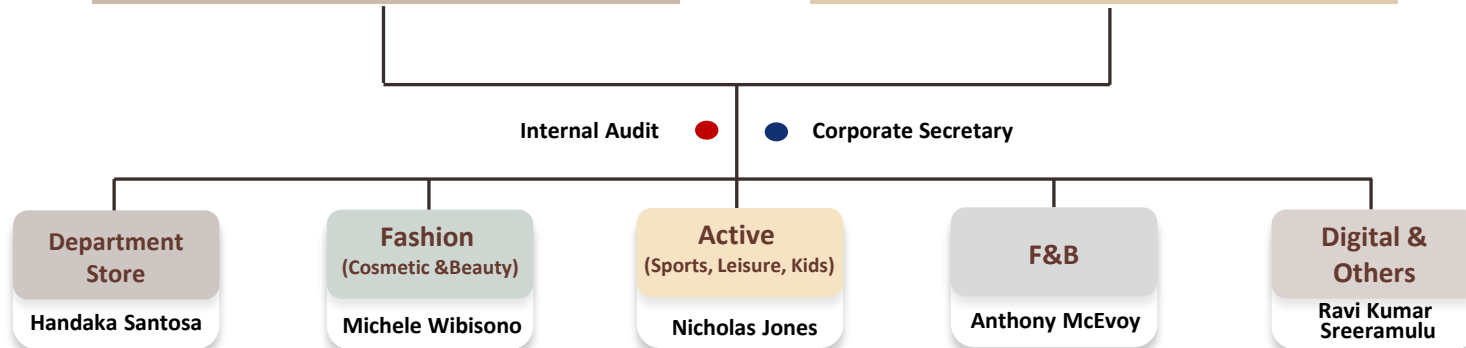 Internal Audit
Corporate Secretary
Department
Store
Handaka Santosa
Fashion
(Cosmetic &Beauty)
Michele Wibisono
Active
(Sports, Leisure, Kids)
Nicholas Jones
F&B
Anthony McEvoy
Digital &
Others
Ravi Kumar
Sreeramulu